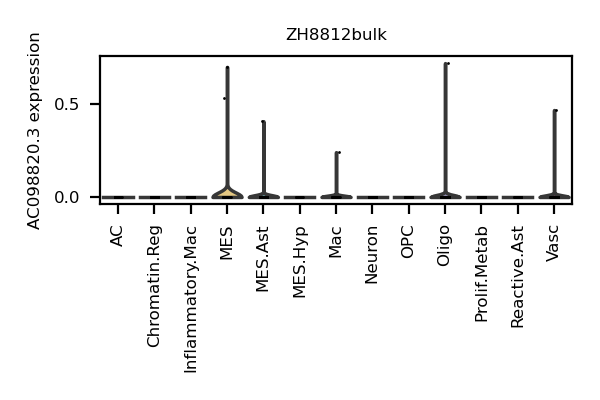 ZH8812bulk
AC098820.3 expression
0.5
0.0
AC
Chromatin.Reg
Inflammatory.Mac
MES
MES.Ast
MES.Hyp
Mac
Neuron
OPC
Oligo
Prolif.Metab
Reactive.Ast
Vasc